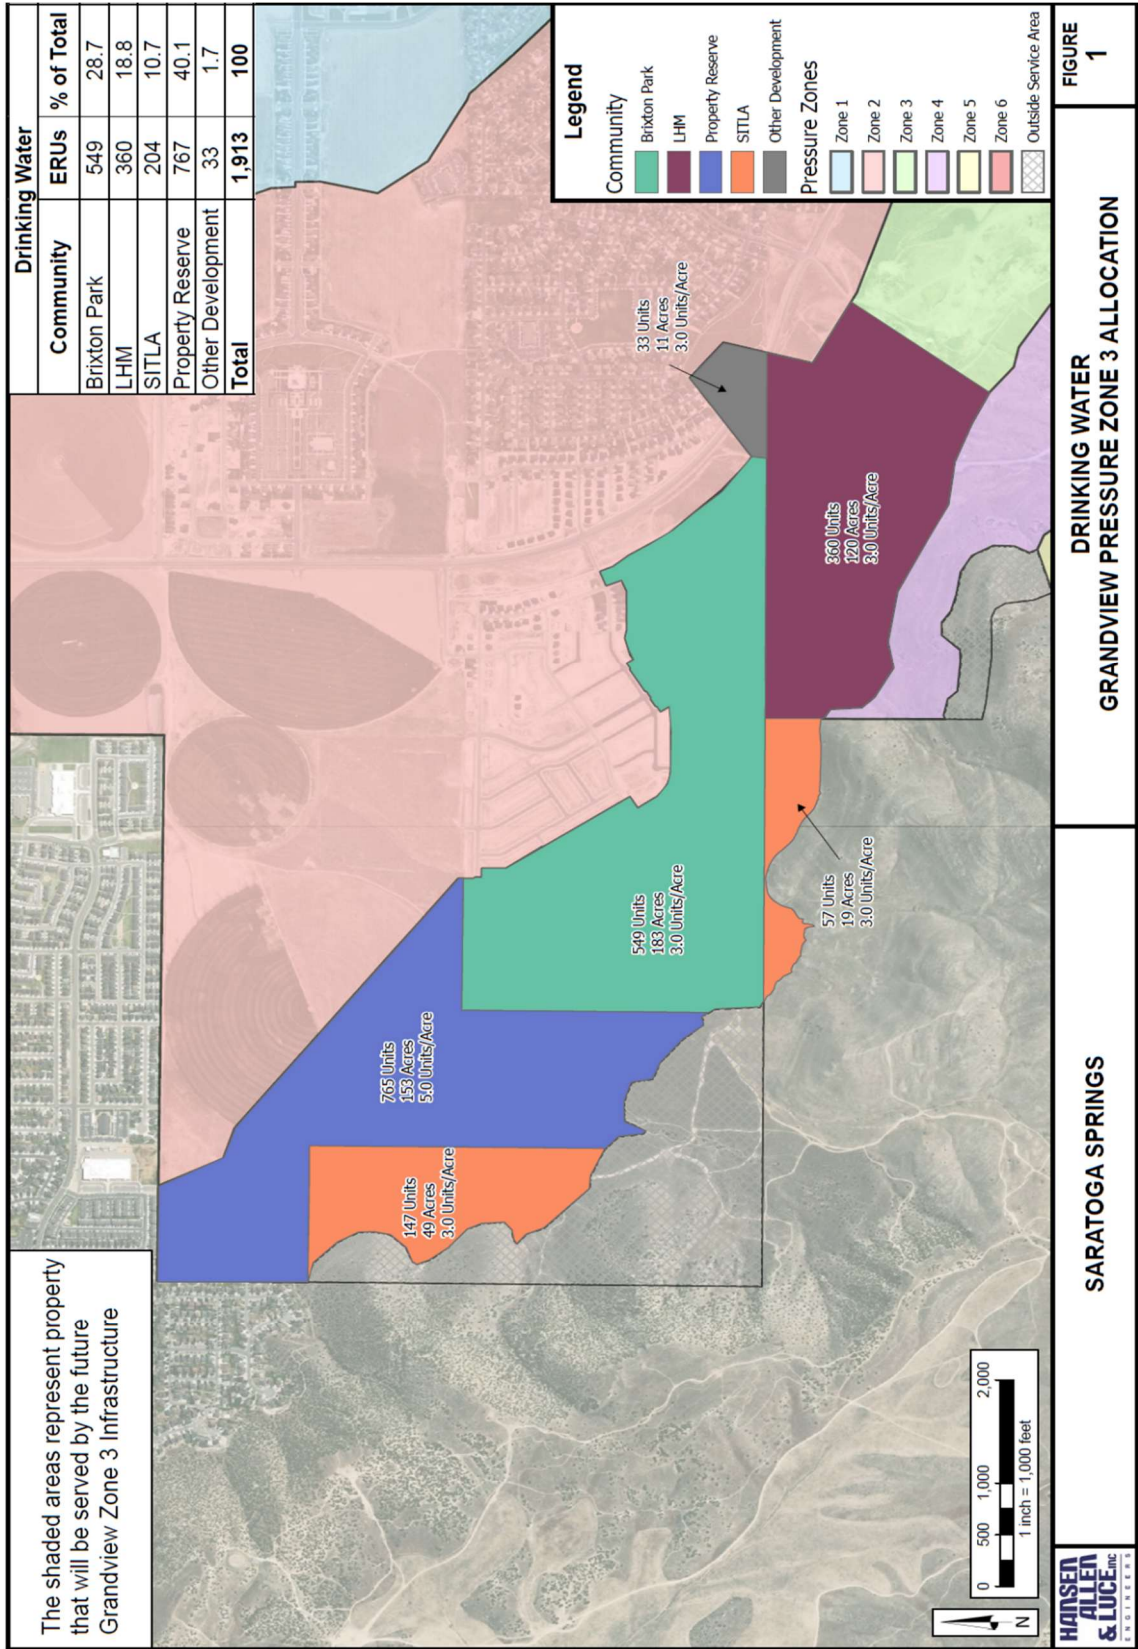 The shaded areas represent property
that will be served by the future
Grandview Zone 3 Infrastructure
Drinking Water
Community ERUs % of Total
Brixton Park 549 28.7
LHM 360 18.8
SITLA 204 10.7
Property Reserve 767 40.1
Other Development 33 1.7
Total 1,913 100
147 Units
49 Acres
3.0 Units/Acre
765 Units
153 Acres
5.0 Units/Acre
549 Units
183 Acres
3.0 Units/Acre
33 Units
11 Acres
3.0 Units/Acre
57 Units
19 Acres
3.0 Units/Acre
360 Units
120 Acres
3.0 Units/Acre
Legend
Community
Brixton Park
LHM
Property Reserve
SITLA
Other Development
Pressure Zones
Zone 1
Zone 2
Zone 3
Zone 4
Zone 5
Zone 6
Outside Service Area
N
0 500 1,000 2,000
1 inch = 1,000 feet
HANSEN
ALLEN
& LUCE inc
ENGINEERS
SARATOGA SPRINGS
DRINKING WATER
GRANDVIEW PRESSURE ZONE 3 ALLOCATION
FIGURE
1